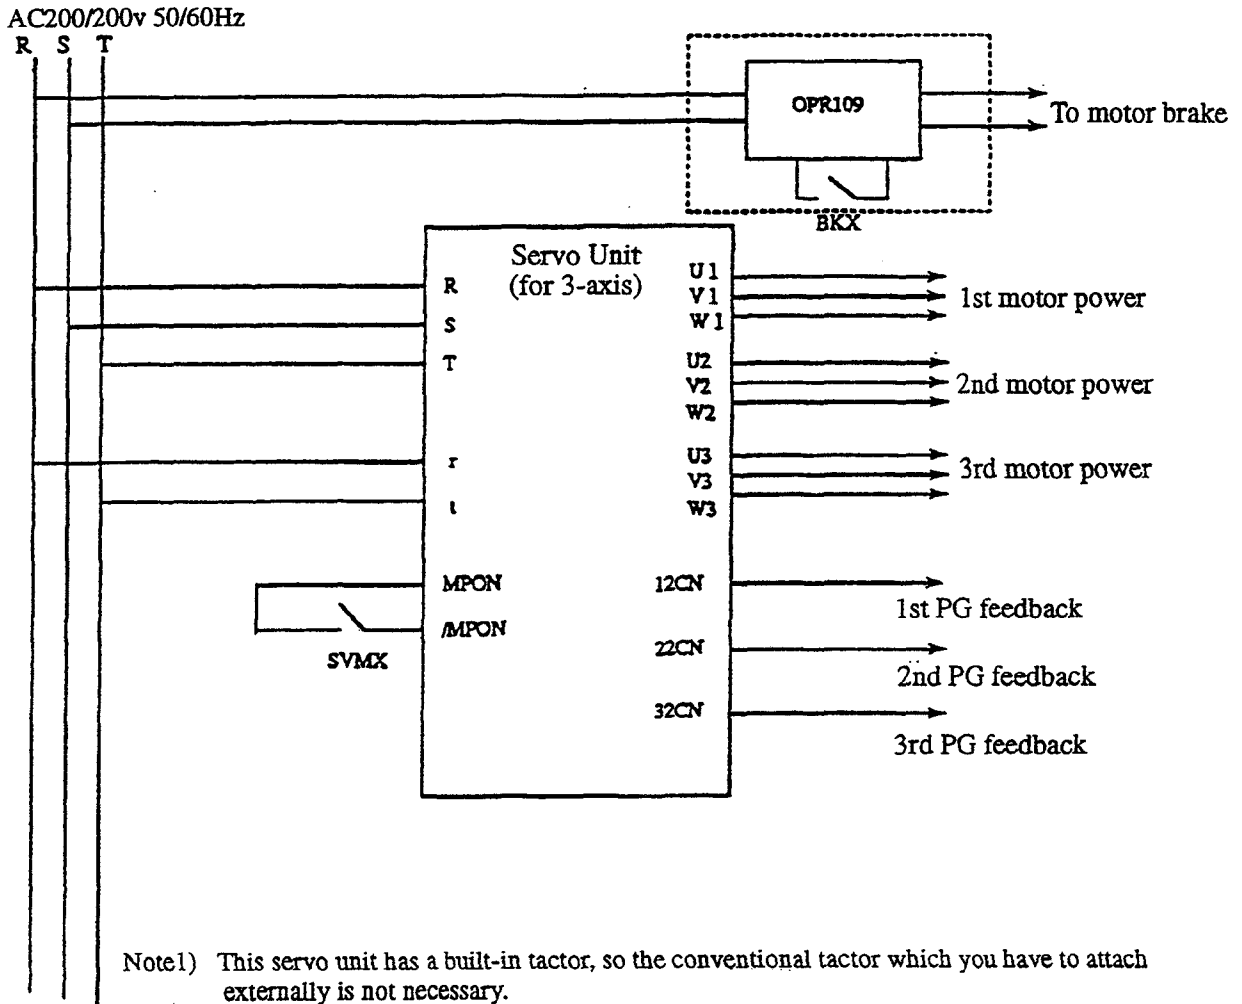 AC200/200v 50/60Hz
R S T
OPR109
To motor brake
BKX
Servo Unit
(for 3-axis)
R
S
T
r
t
MPON
/MPON
SVMX
U1
V1
W1
1st motor power
U2
V2
W2
2nd motor power
U3
V3
W3
3rd motor power
12CN
1st PG feedback
22CN
2nd PG feedback
32CN
3rd PG feedback
Note1) This servo unit has a built-in tactor, so the conventional tactor which you have to attach
externally is not necessary.